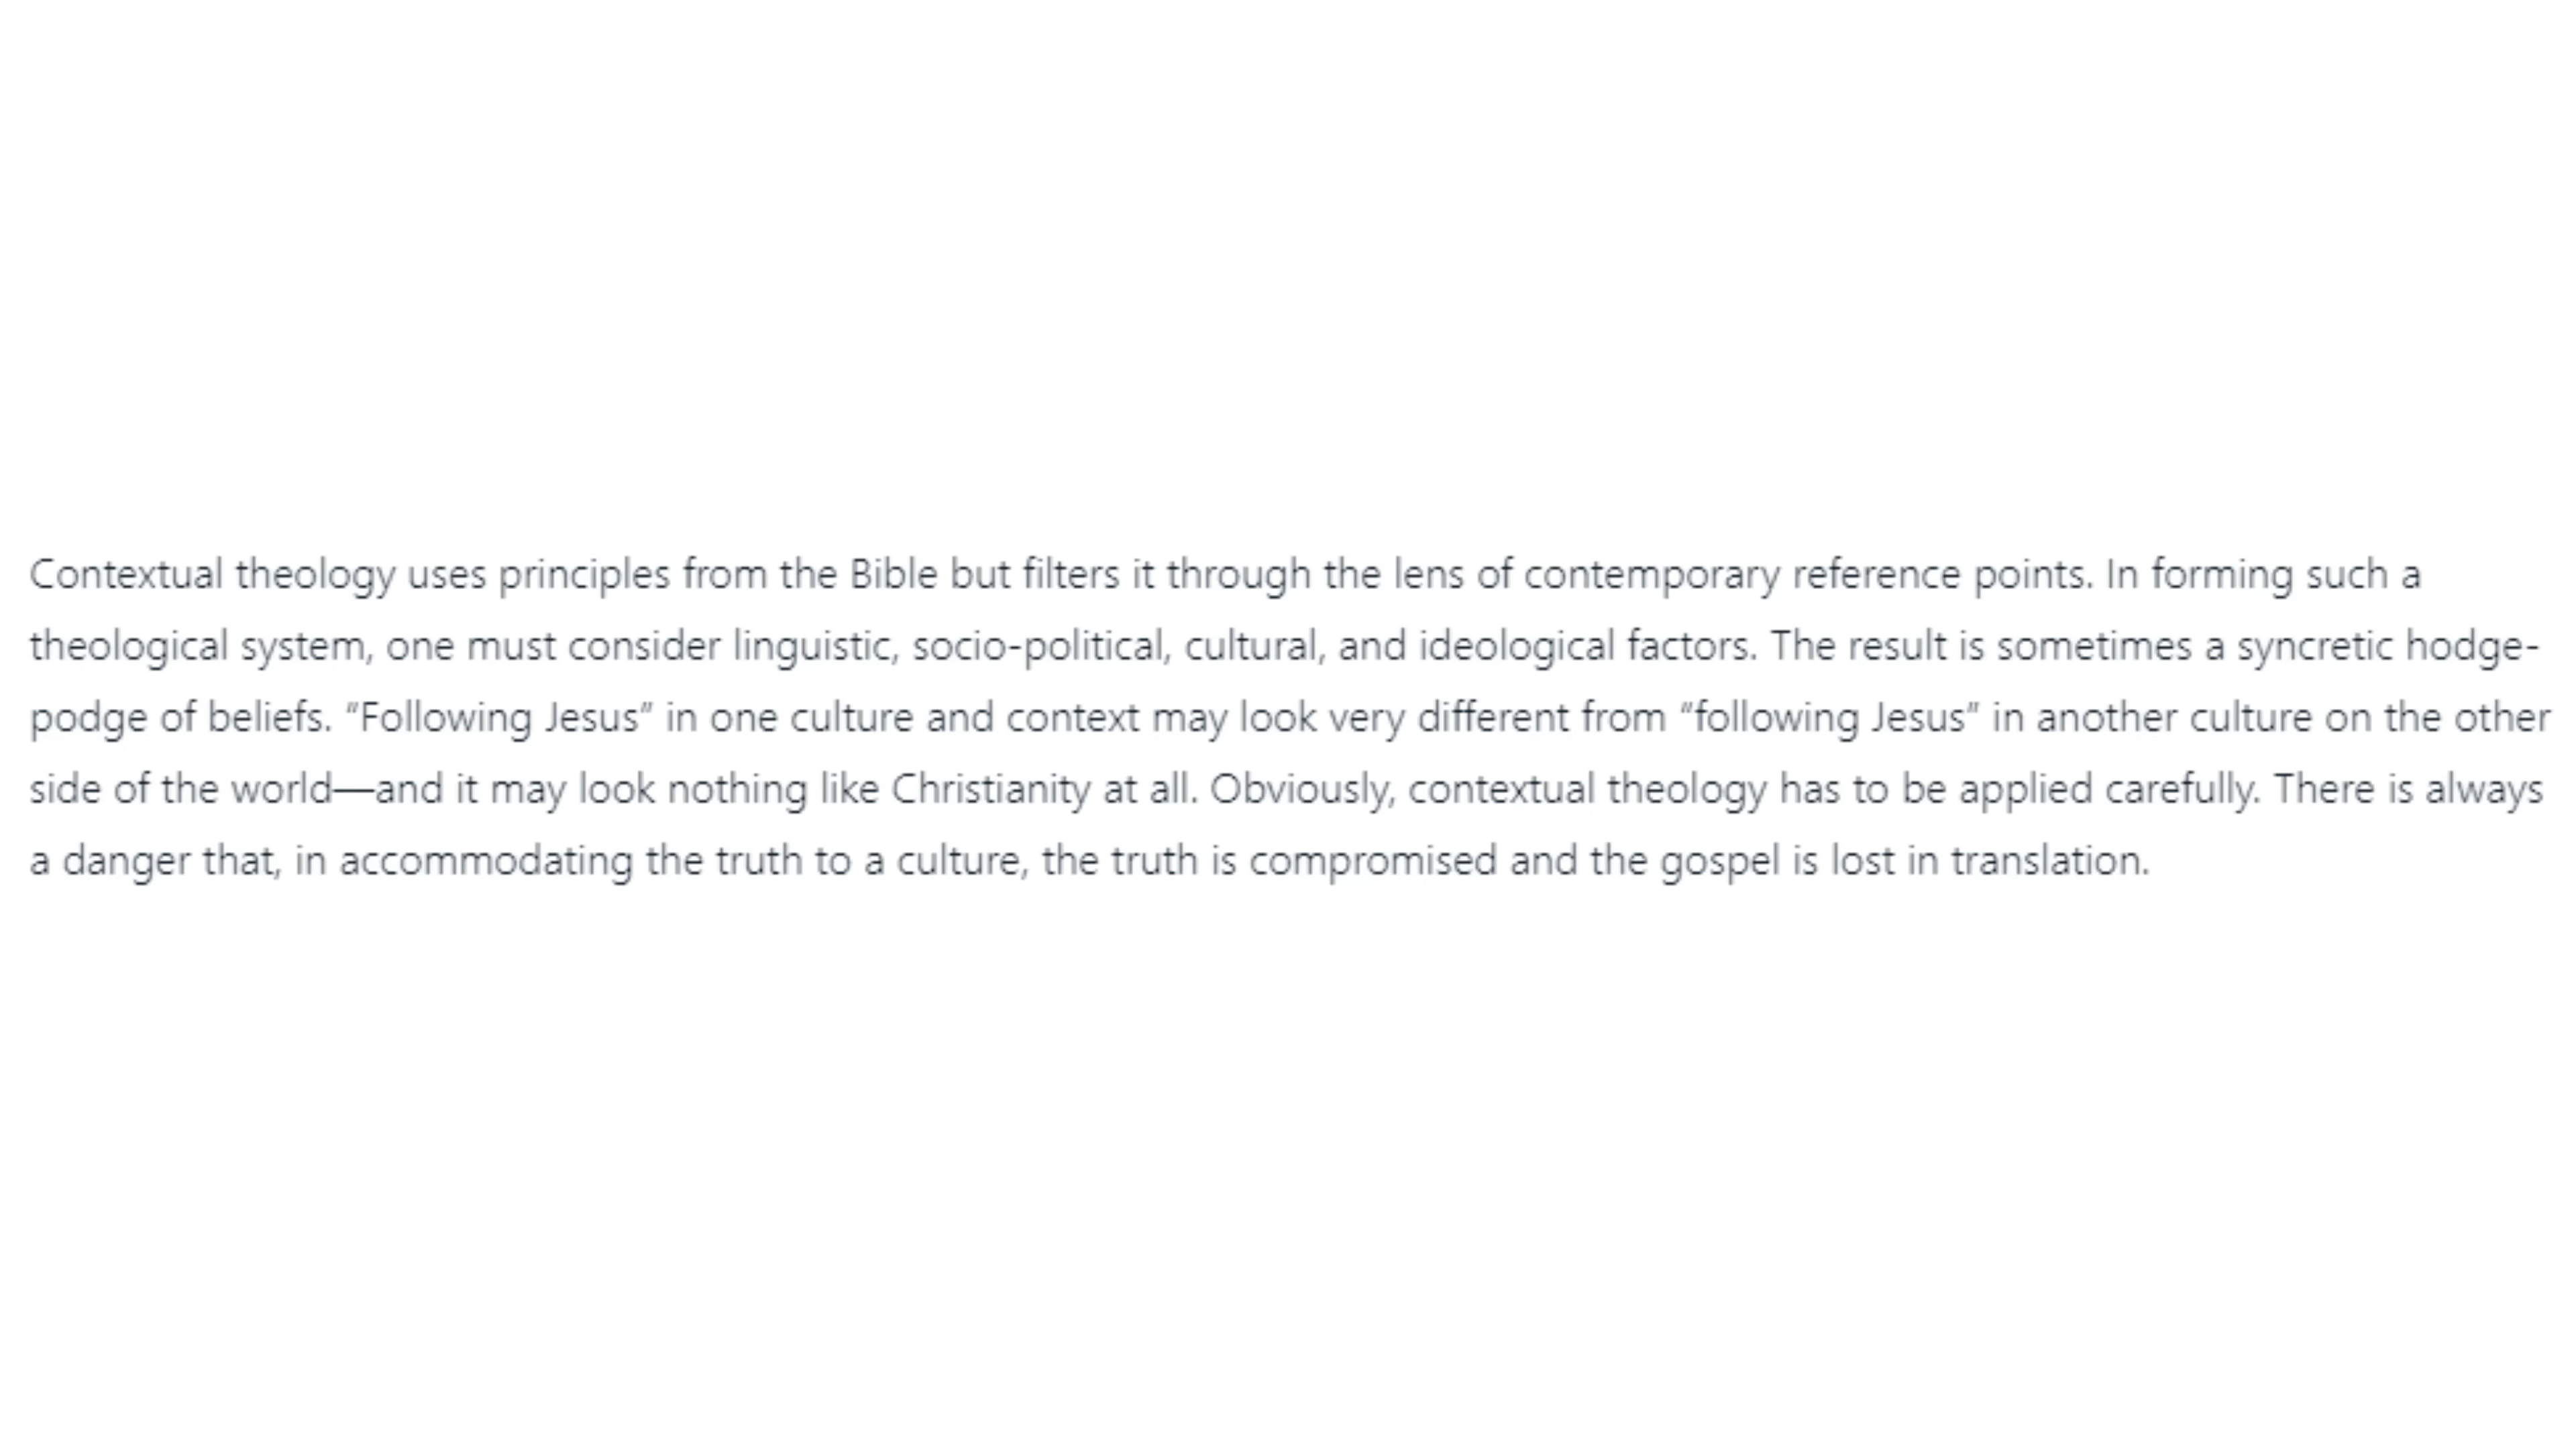 Contextual theology uses principles from the Bible but filters it through the lens of contemporary reference points. In forming such a
theological system, one must consider linguistic, socio-political, cultural, and ideological factors. The result is sometimes a syncretic hodge-
podge of beliefs. “Following Jesus” in one culture and context may look very different from “following Jesus” in another culture on the other
side of the world—and it may look nothing like Christianity at all. Obviously, contextual theology has to be applied carefully. There is always
a danger that, in accommodating the truth to a culture, the truth is compromised and the gospel is lost in translation.